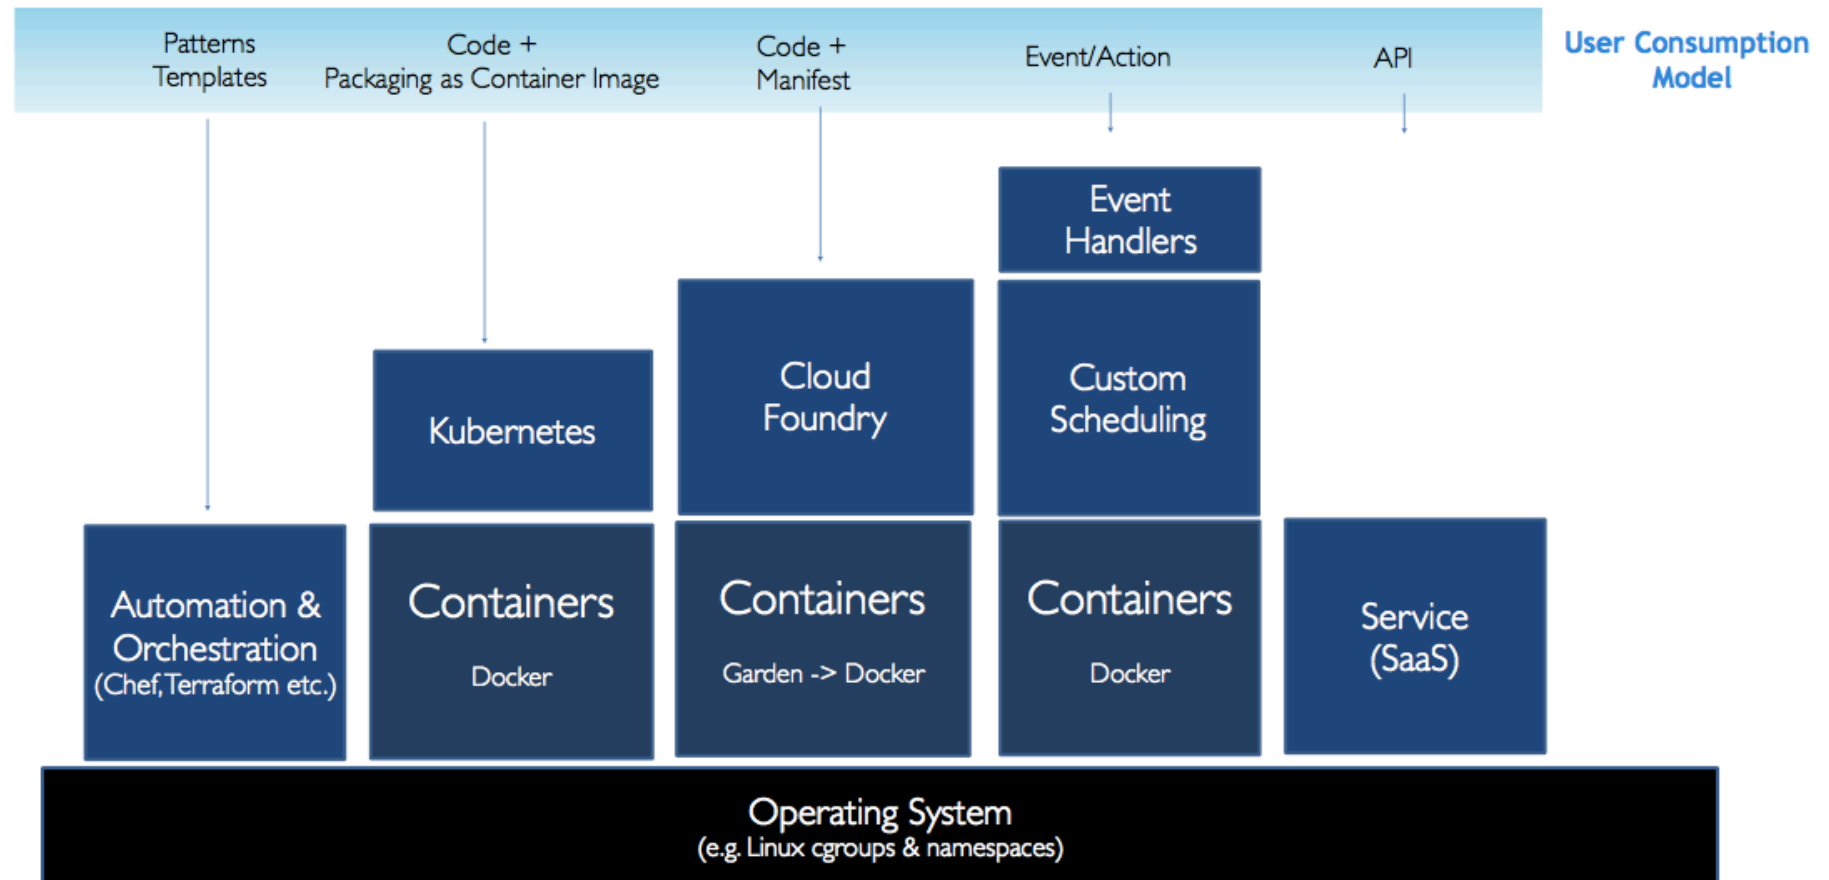 Patterns
Templates
Code +
Packaging as Container Image
Code +
Manifest
Event/Action
API
User Consumption
Model
Event
Handlers
Kubernetes
Cloud
Foundry
Custom
Scheduling
Automation &
Orchestration
(Chef, Terraform etc.)
Containers
Docker
Containers
Garden -> Docker
Containers
Docker
Service
(SaaS)
Operating System
(e.g. Linux cgroups & namespaces)